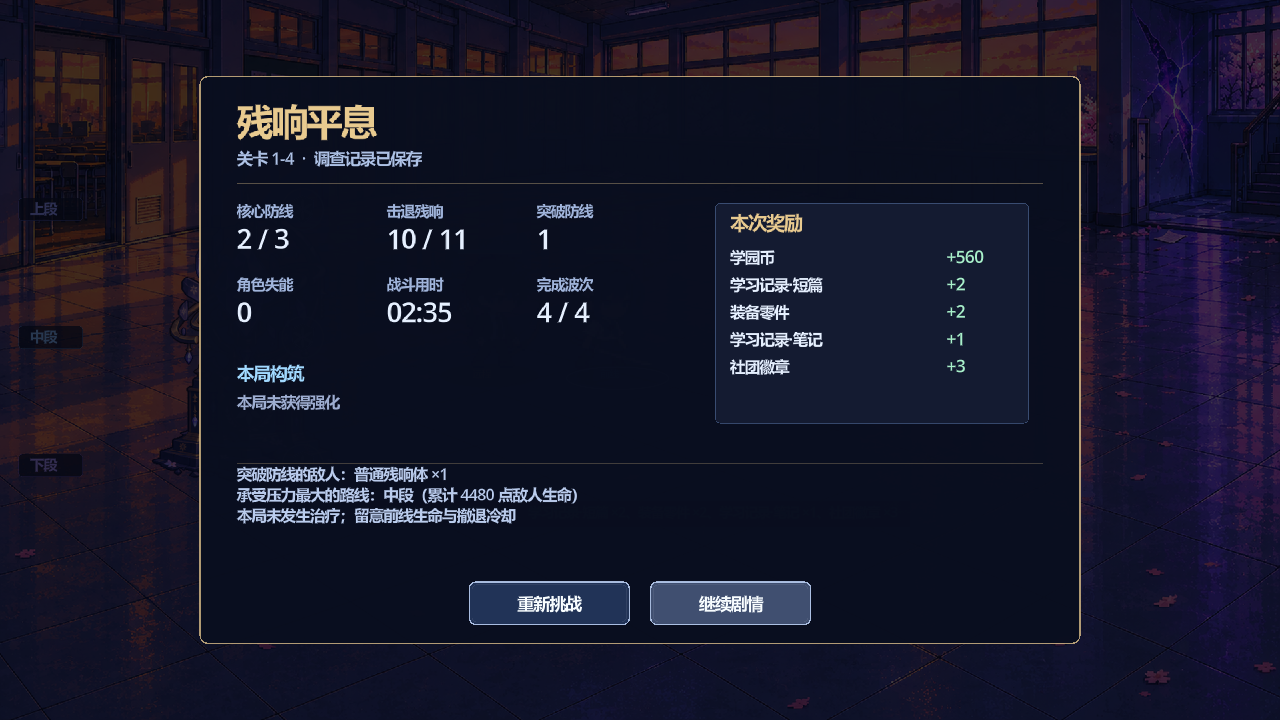 残响平息
关卡 1-4 · 调查记录已保存
核心防线
2 / 3
击退残响
10 / 11
突破防线
1
角色失能
0
战斗用时
02:35
完成波次
4 / 4
本局构筑
本局未获得强化
本次奖励
学园币 +560
学习记录·短篇 +2
装备零件 +2
学习记录·笔记 +1
社团徽章 +3
突破防线的敌人：普通残响体 ×1
承受压力最大的路线：中段（累计 4480 点敌人生命）
本局未发生治疗；留意前线生命与撤退冷却
重新挑战
继续剧情
上段
中段
下段